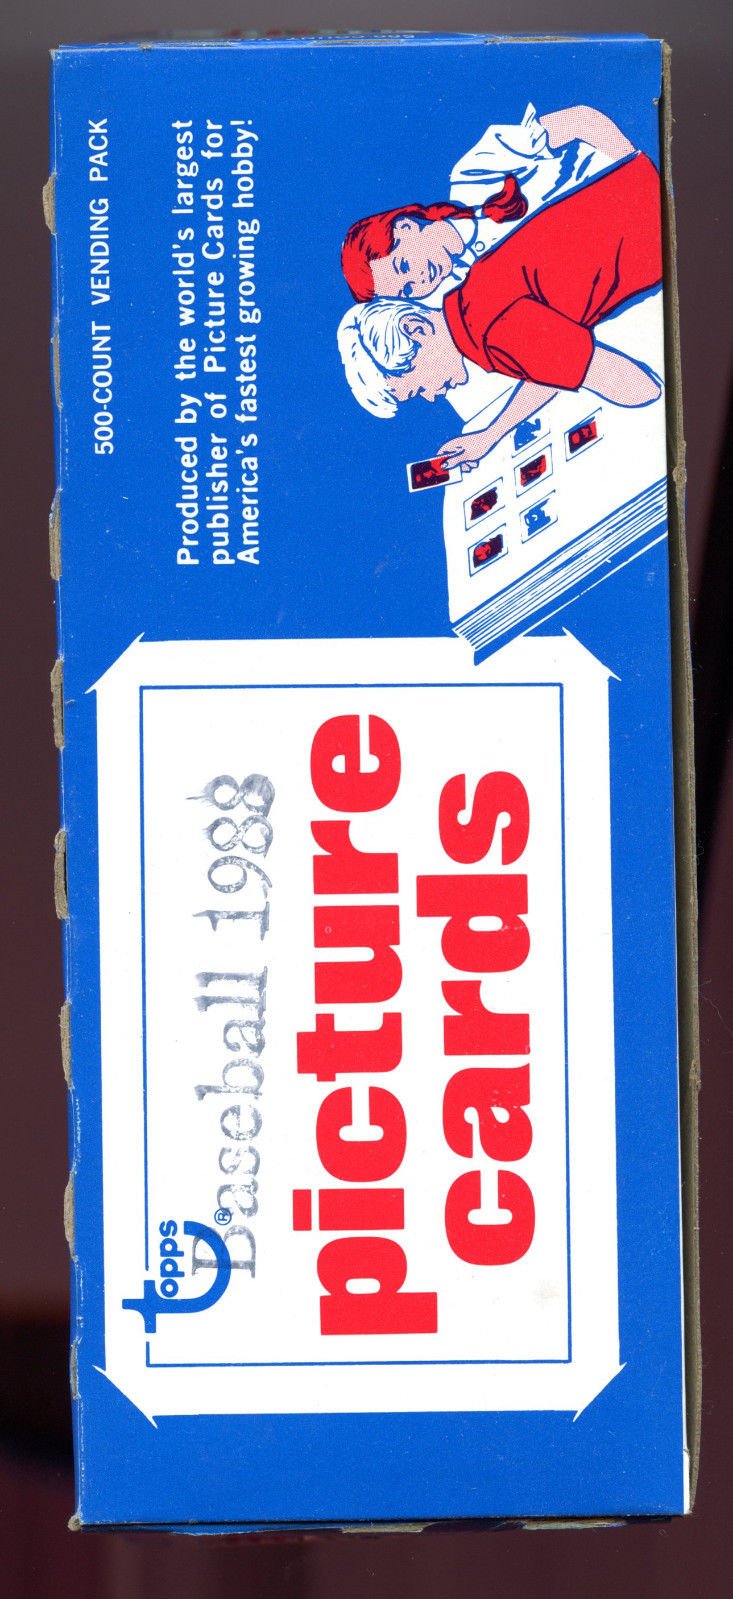 500-COUNT VENDING PACK
Produced by the world's largest
publisher of Picture Cards for
America's fastest growing hobby!
topps®
Baseball 1988
picture
cards